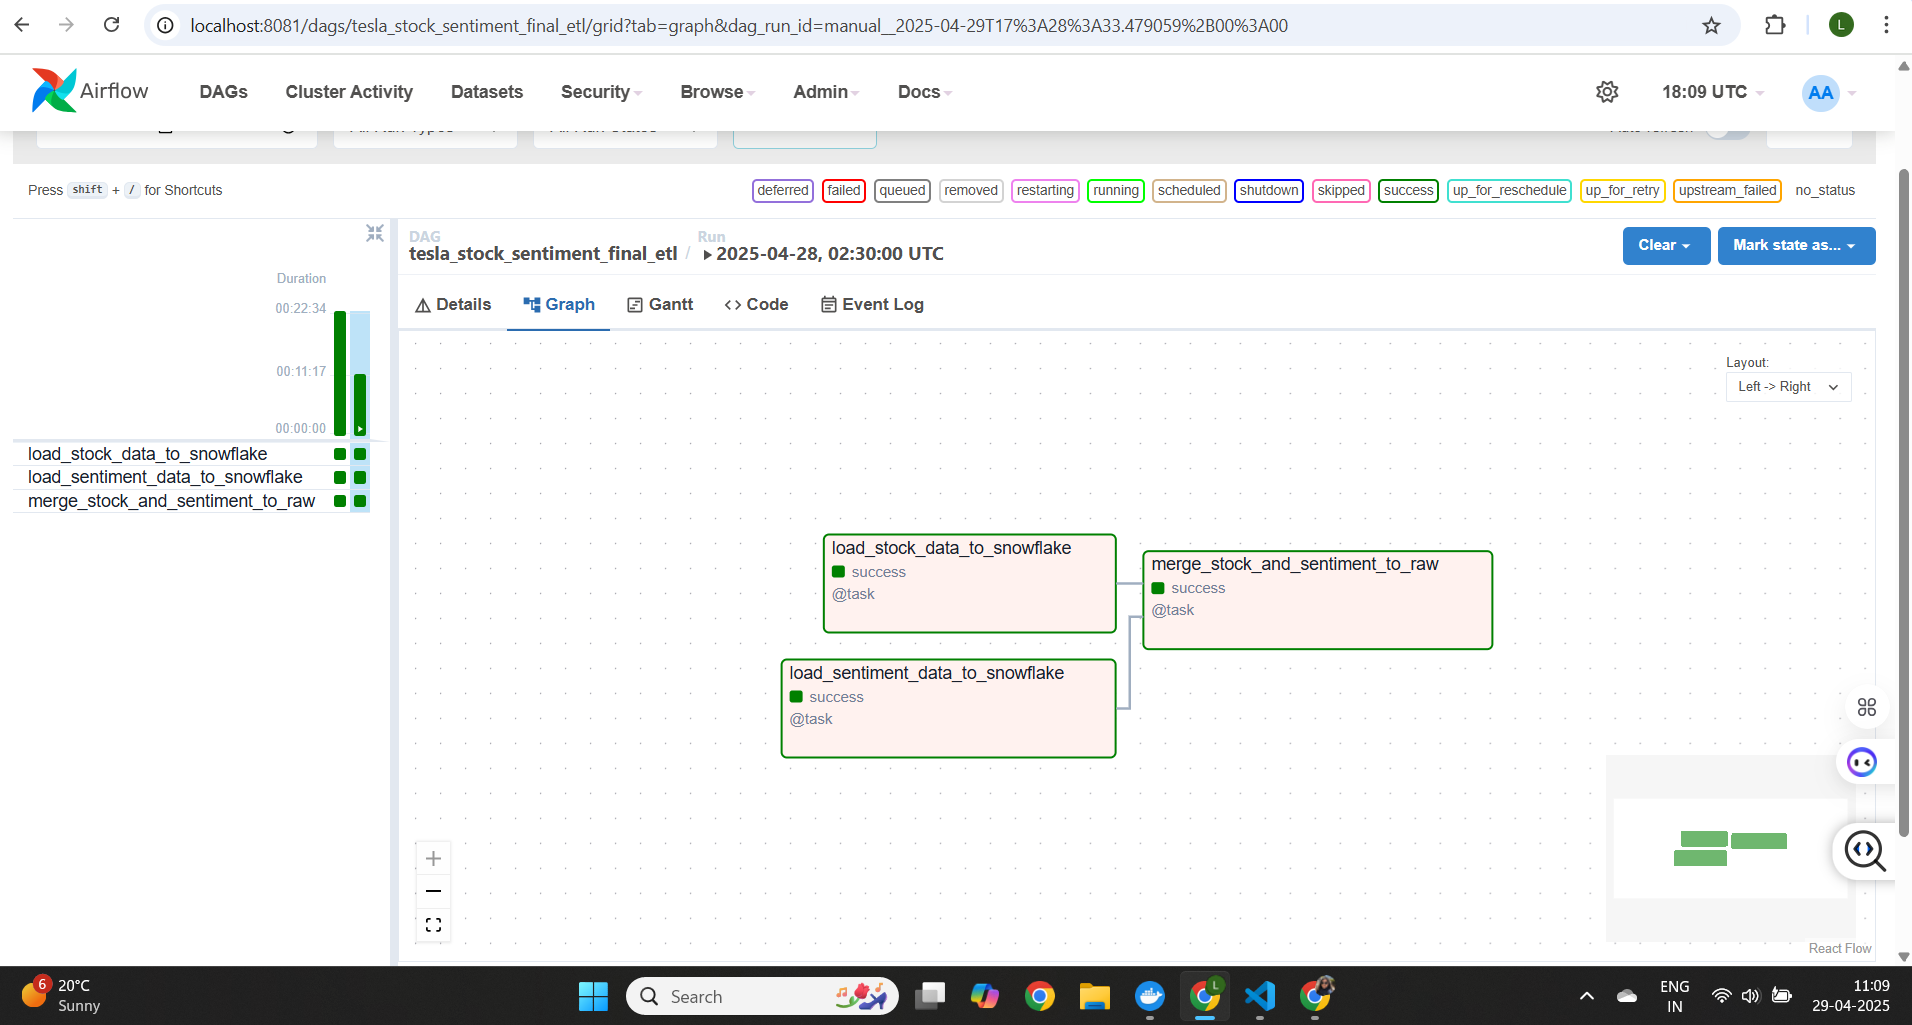 localhost:8081/dags/tesla_stock_sentiment_final_etl/grid?tab=graph&dag_run_id=manual__2025-04-29T17%3A28%3A33.479059%2B00%3A00
L
Airflow
DAGs
Cluster Activity
Datasets
Security
Browse
Admin
Docs
18:09 UTC
AA
Press shift + / for Shortcuts
deferred
failed
queued
removed
restarting
running
scheduled
shutdown
skipped
success
up_for_reschedule
up_for_retry
upstream_failed
no_status
DAG
tesla_stock_sentiment_final_etl
/
Run
2025-04-28, 02:30:00 UTC
Clear
Mark state as...
Details
Graph
Gantt
<> Code
Event Log
Duration
00:22:34
00:11:17
00:00:00
load_stock_data_to_snowflake
load_sentiment_data_to_snowflake
merge_stock_and_sentiment_to_raw
Layout:
Left -> Right
load_stock_data_to_snowflake
success
@task
merge_stock_and_sentiment_to_raw
success
@task
load_sentiment_data_to_snowflake
success
@task
React Flow
6
20°C
Sunny
Search
L
ENG
IN
11:09
29-04-2025